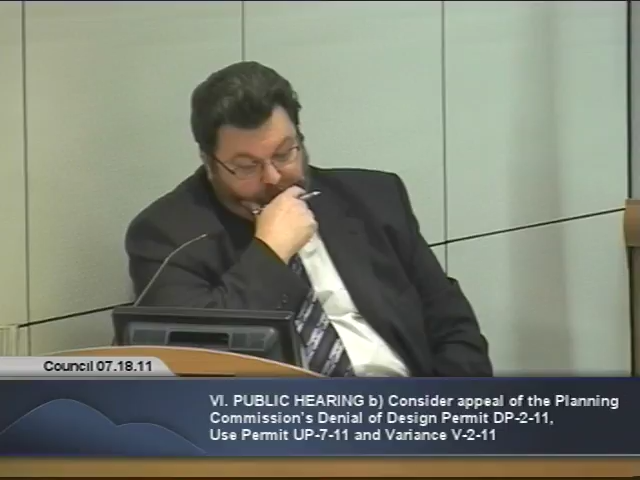 Council 07.18.11
VI. PUBLIC HEARING b) Consider appeal of the Planning
Commission's Denial of Design Permit DP-2-11,
Use Permit UP-7-11 and Variance V-2-11